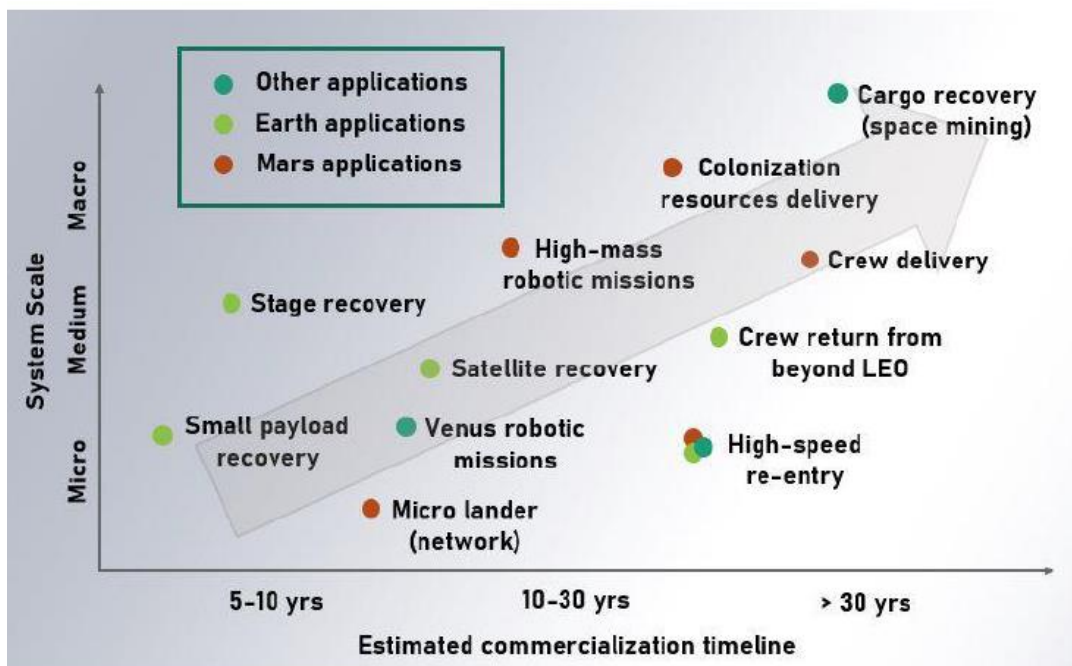 Other applications
Earth applications
Mars applications
Cargo recovery
(space mining)
Colonization
resources delivery
High-mass
robotic missions
Crew delivery
Stage recovery
Crew return from
beyond LEO
Satellite recovery
Small payload
recovery
Venus robotic
missions
High-speed
re-entry
Micro lander
(network)
System Scale
Macro
Medium
Micro
5-10 yrs
10-30 yrs
> 30 yrs
Estimated commercialization timeline